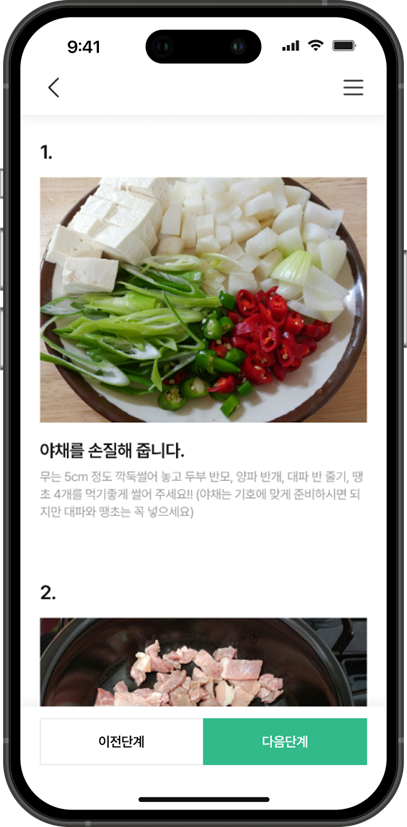 9:41
1.
야채를 손질해 줍니다.
무는 5cm 정도 깍둑썰어 놓고 두부 반모, 양파 반개, 대파 반 줄기, 땡
초 4개를 먹기좋게 썰어 주세요!! (야채는 기호에 맞게 준비하시면 되
지만 대파와 땡초는 꼭 넣으세요)
2.
이전단계
다음단계